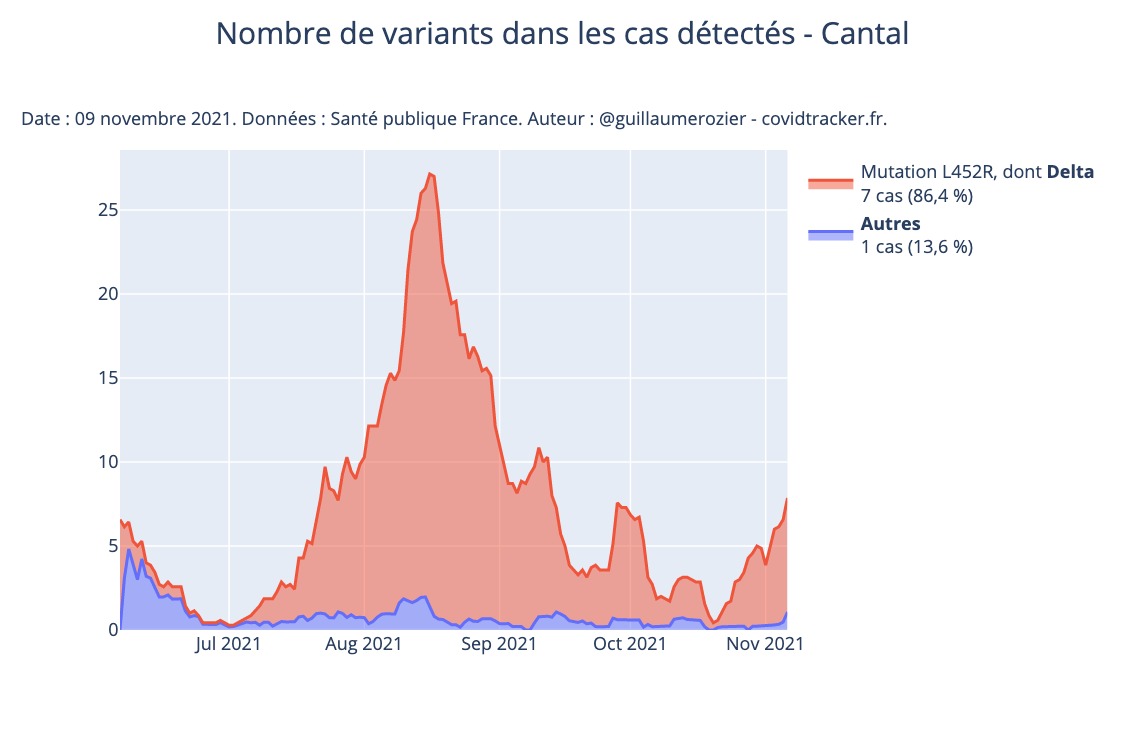 Nombre de variants dans les cas détectés - Cantal
Date : 09 novembre 2021. Données : Santé publique France. Auteur : @guillaumerozier - covidtracker.fr.
Mutation L452R, dont Delta
7 cas (86,4 %)
Autres
1 cas (13,6 %)
25
20
15
10
5
0
Jul 2021
Aug 2021
Sep 2021
Oct 2021
Nov 2021